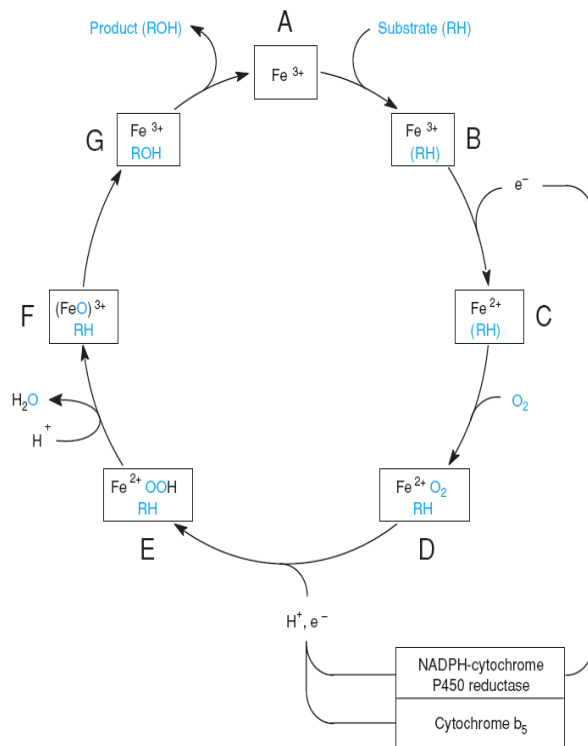 A
Product (ROH)
Substrate (RH)
Fe 3+
G
Fe 3+
ROH
Fe 3+
(RH)
B
e−
F
(FeO) 3+
RH
Fe 2+
(RH)
C
H2O
H+
O2
Fe 2+ OOH
RH
Fe 2+ O2
RH
E
D
H+, e−
NADPH-cytochrome
P450 reductase
Cytochrome b5